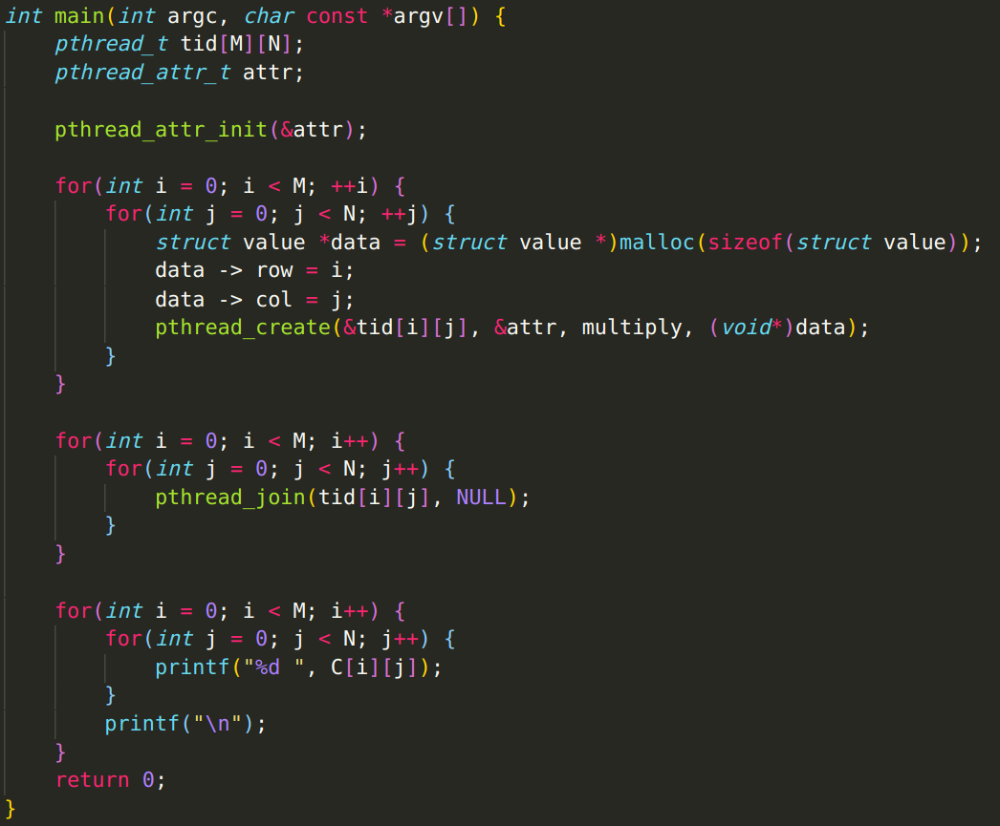 int main(int argc, char const *argv[]) {
    pthread_t tid[M][N];
    pthread_attr_t attr;

    pthread_attr_init(&attr);

    for(int i = 0; i < M; ++i) {
        for(int j = 0; j < N; ++j) {
            struct value *data = (struct value *)malloc(sizeof(struct value));
            data -> row = i;
            data -> col = j;
            pthread_create(&tid[i][j], &attr, multiply, (void*)data);
        }
    }

    for(int i = 0; i < M; i++) {
        for(int j = 0; j < N; j++) {
            pthread_join(tid[i][j], NULL);
        }
    }

    for(int i = 0; i < M; i++) {
        for(int j = 0; j < N; j++) {
            printf("%d ", C[i][j]);
        }
        printf("\n");
    }
    return 0;
}